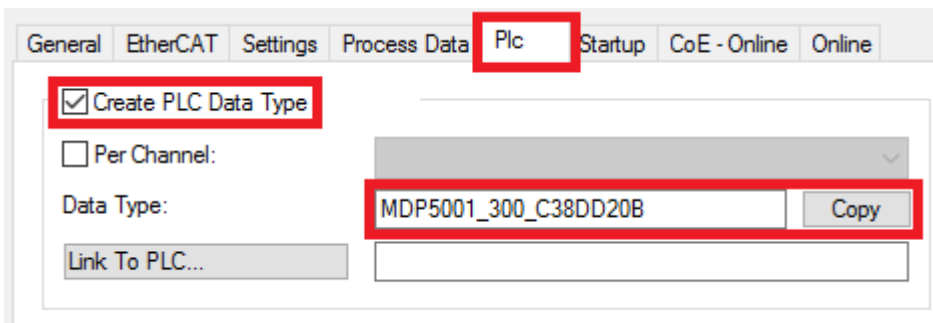 General EtherCAT Settings Process Data Plc Startup CoE - Online Online
Create PLC Data Type
Per Channel:
Data Type: MDP5001_300_C38DD20B Copy
Link To PLC...